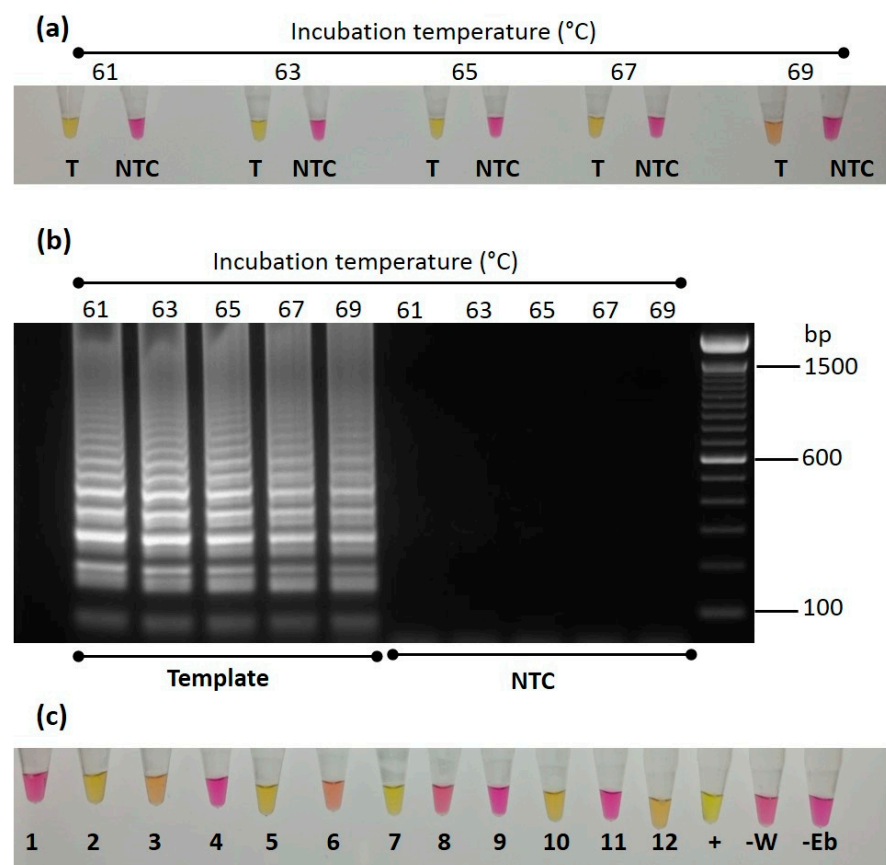 (a)
Incubation temperature (°C)
61 63 65 67 69
T NTC T NTC T NTC T NTC T NTC
(b)
Incubation temperature (°C)
61 63 65 67 69 61 63 65 67 69
bp
1500
600
100
Template NTC
(c)
1 2 3 4 5 6 7 8 9 10 11 12 + -W -Eb